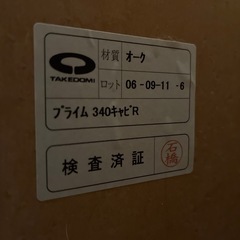 TAKEDOMI
材質 オーク
ロット 06-09-11 -6
プライム 340キャビR
検査済証
石橋